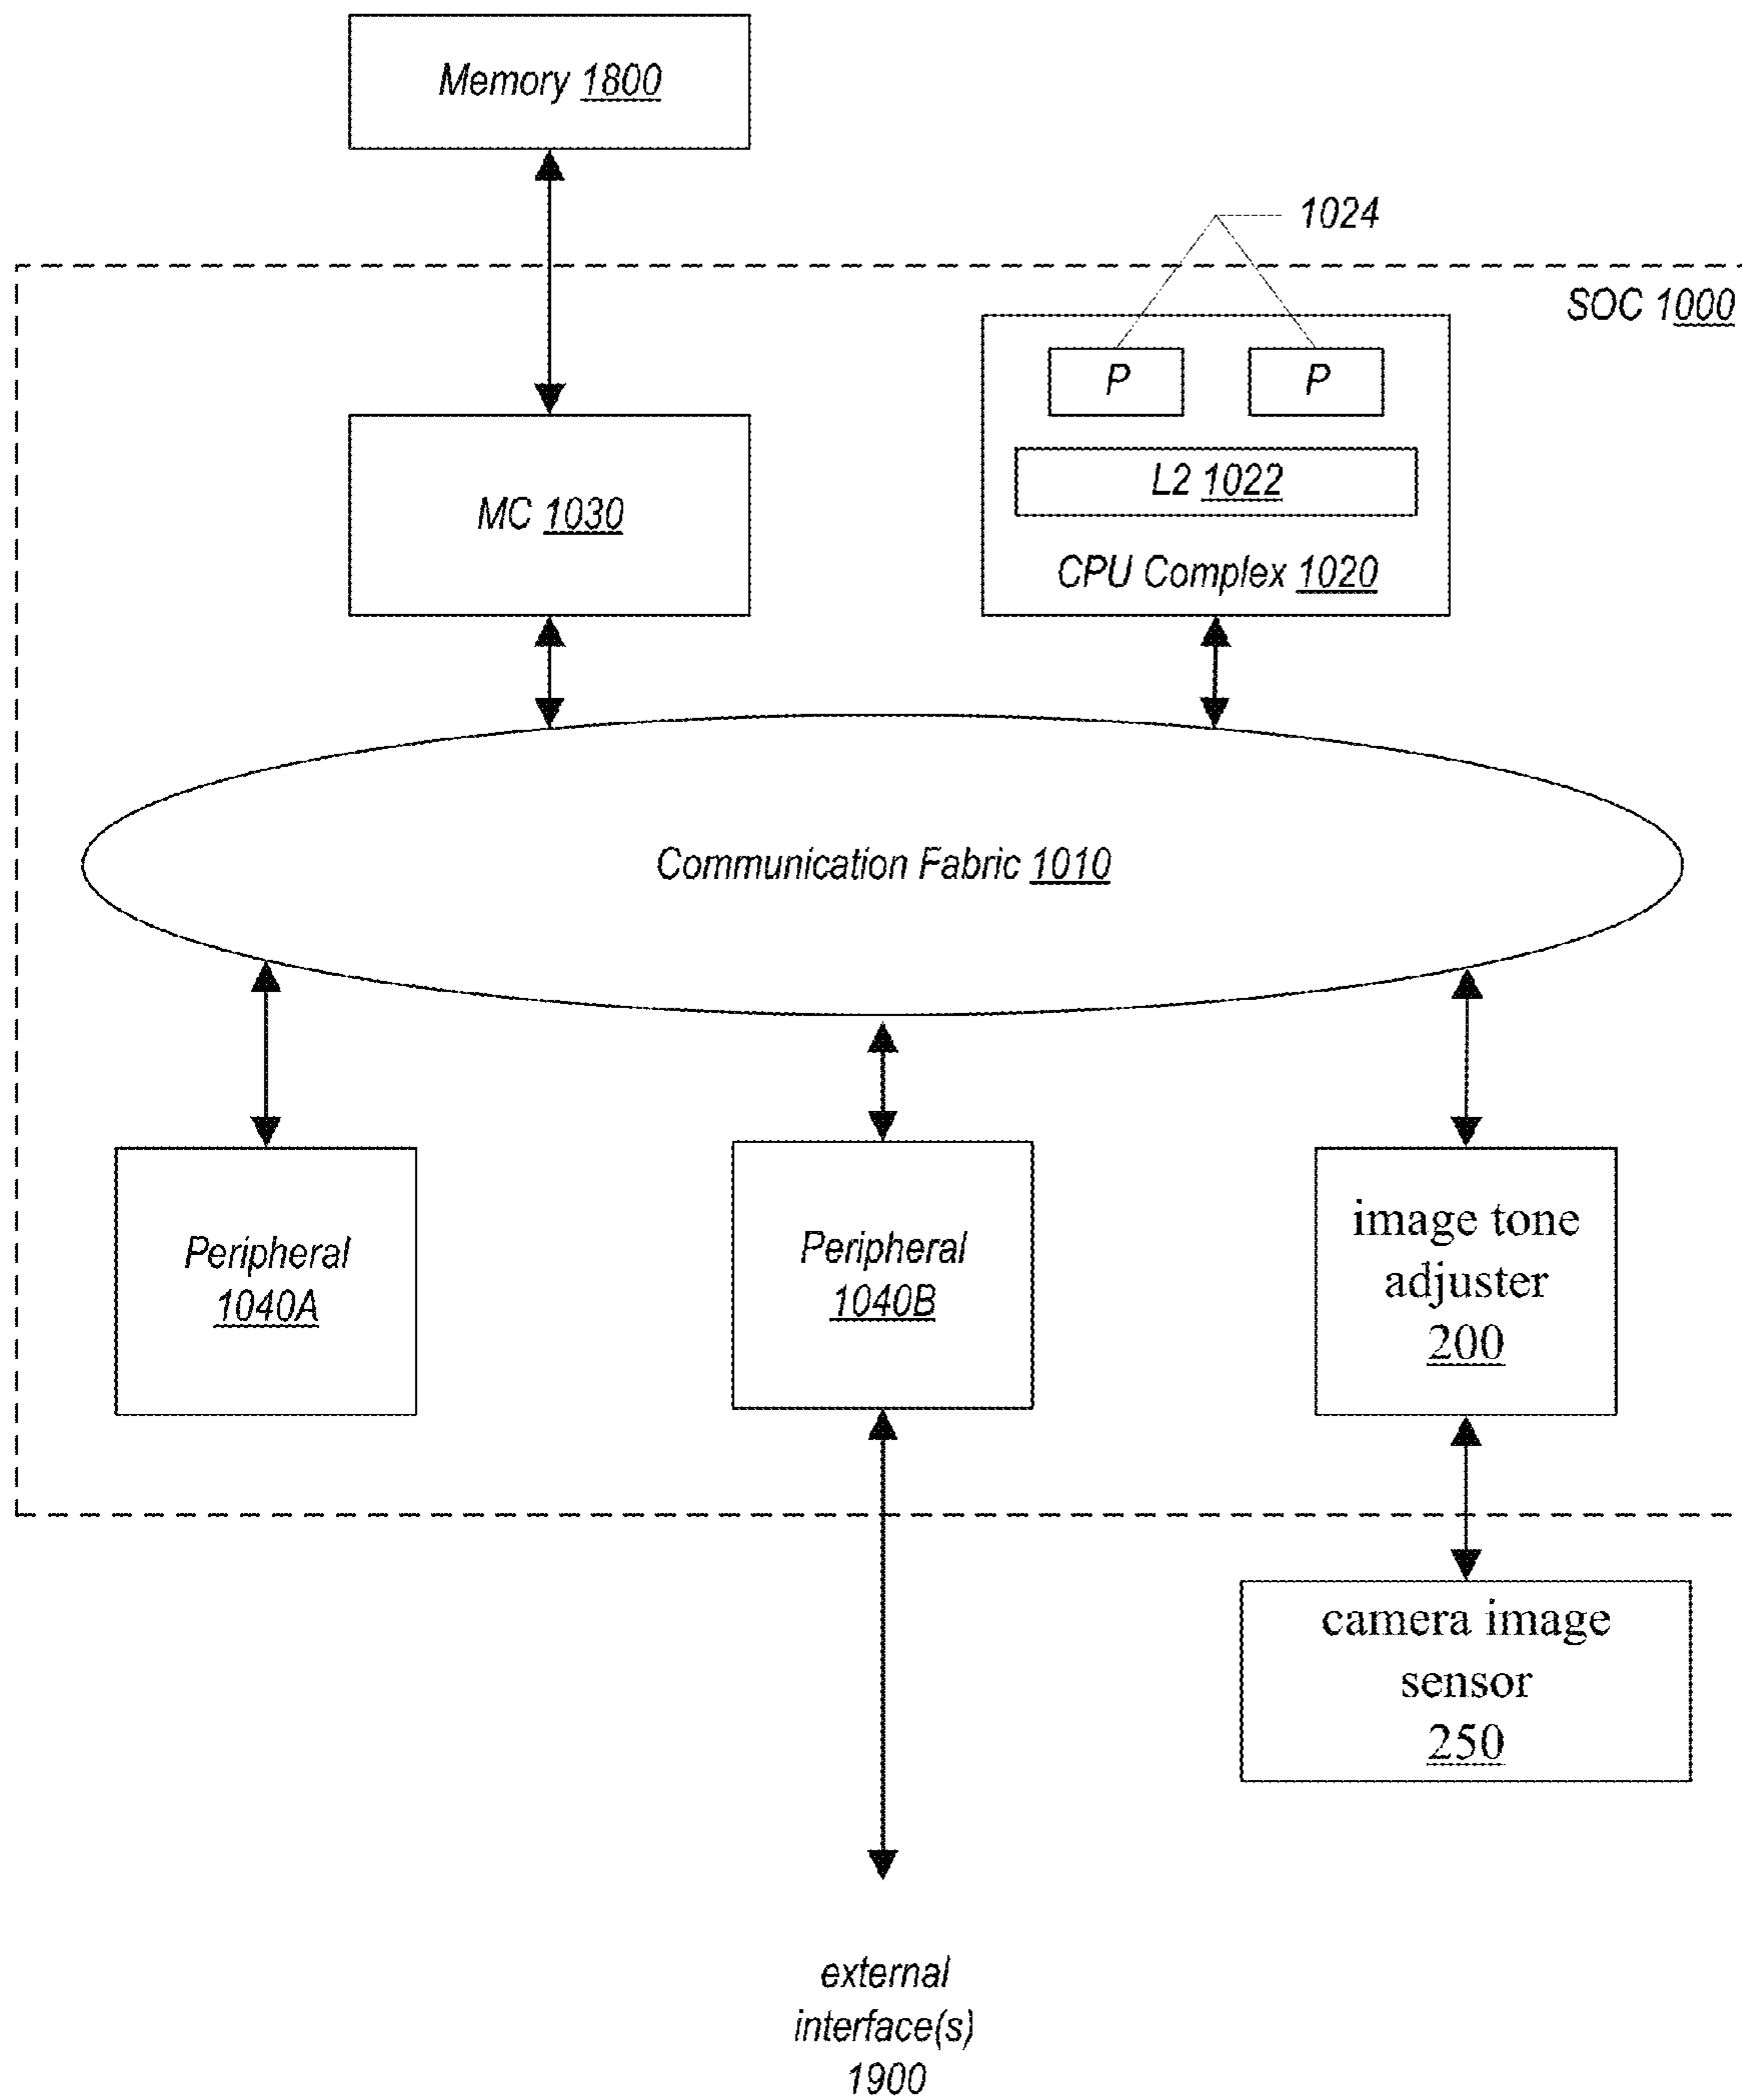 Memory 1800
1024
SOC 1000
P P
L2 1022
MC 1030
CPU Complex 1020
Communication Fabric 1010
Peripheral
1040A
Peripheral
1040B
image tone
adjuster
200
camera image
sensor
250
external
interface(s)
1900